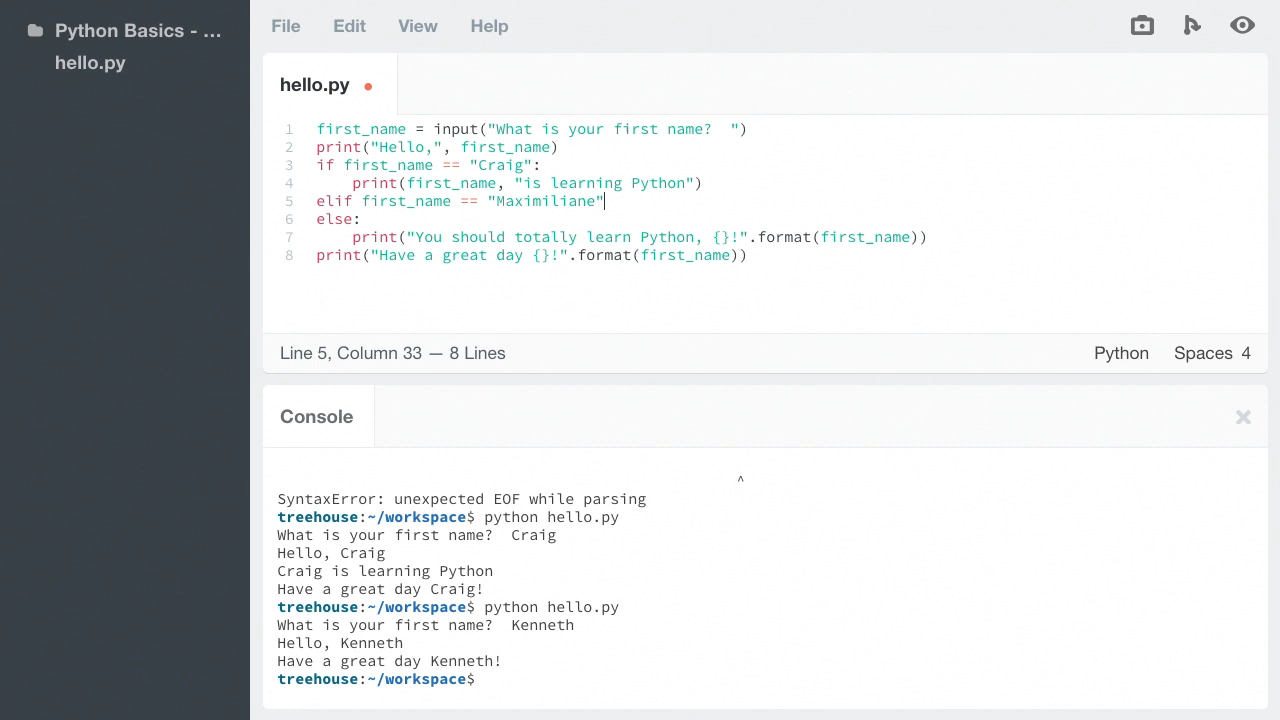 Python Basics - ...
hello.py
File Edit View Help
hello.py
1 first_name = input("What is your first name?  ")
2 print("Hello,", first_name)
3 if first_name == "Craig":
4     print(first_name, "is learning Python")
5 elif first_name == "Maximiliane"
6 else:
7     print("You should totally learn Python, {}!".format(first_name))
8 print("Have a great day {}!".format(first_name))
Line 5, Column 33 — 8 Lines Python Spaces 4
Console
^
SyntaxError: unexpected EOF while parsing
treehouse:~/workspace$ python hello.py
What is your first name?  Craig
Hello, Craig
Craig is learning Python
Have a great day Craig!
treehouse:~/workspace$ python hello.py
What is your first name?  Kenneth
Hello, Kenneth
Have a great day Kenneth!
treehouse:~/workspace$